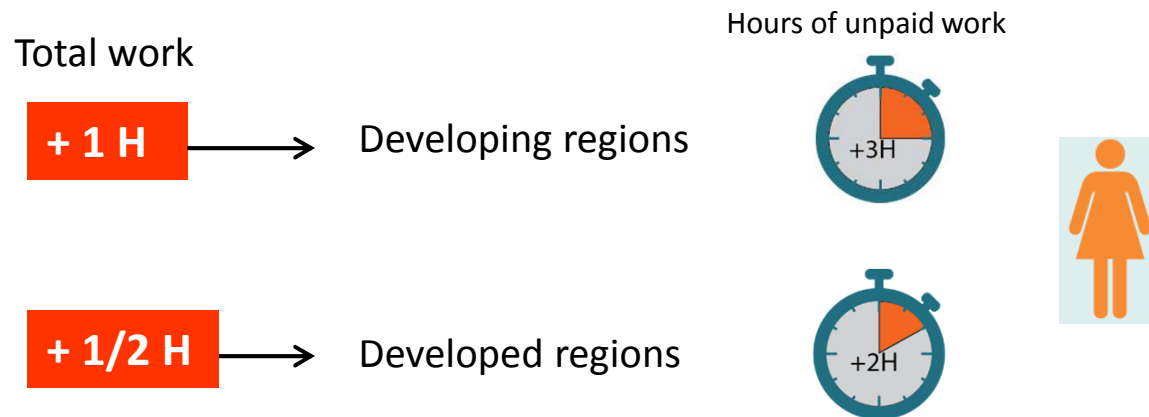 Hours of unpaid work
Total work
+ 1 H
Developing regions
+3H
+ 1/2 H
Developed regions
+2H